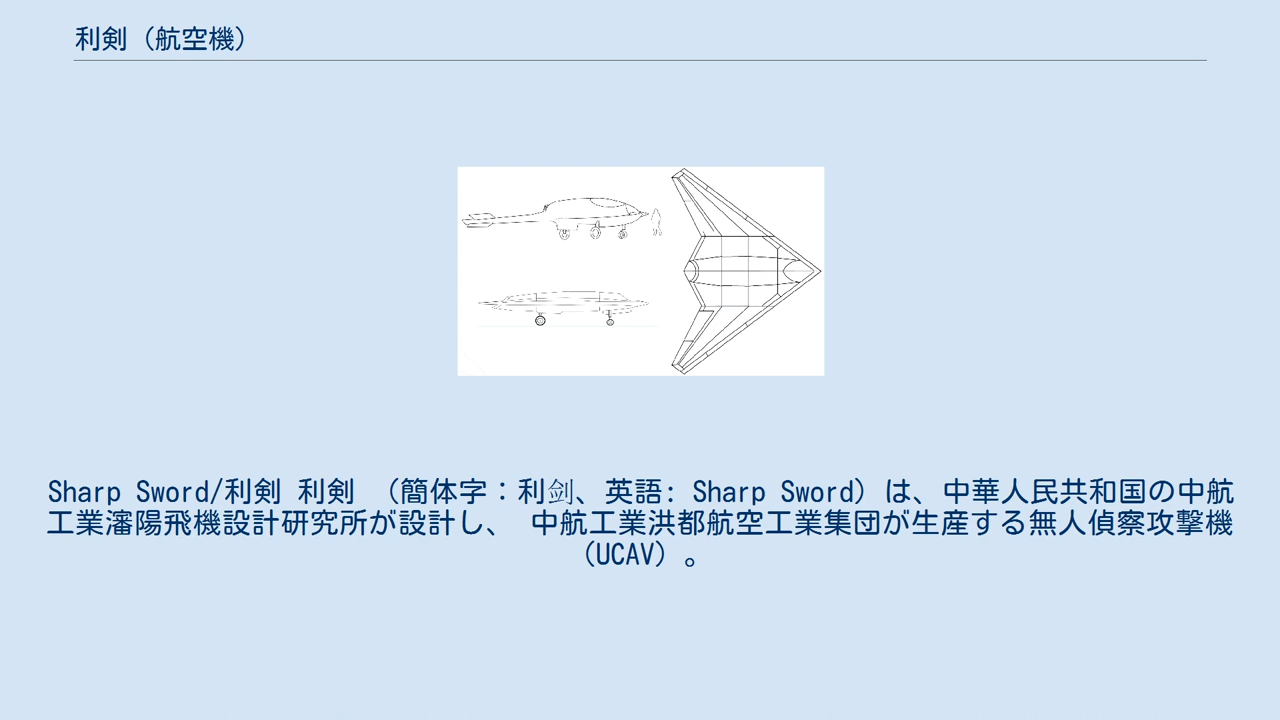 利剣（航空機）
Sharp Sword/利剣 利剣 （簡体字：利剑、英語: Sharp Sword）は、中華人民共和国の中航
工業瀋陽飛機設計研究所が設計し、 中航工業洪都航空工業集団が生産する無人偵察攻撃機
（UCAV）。